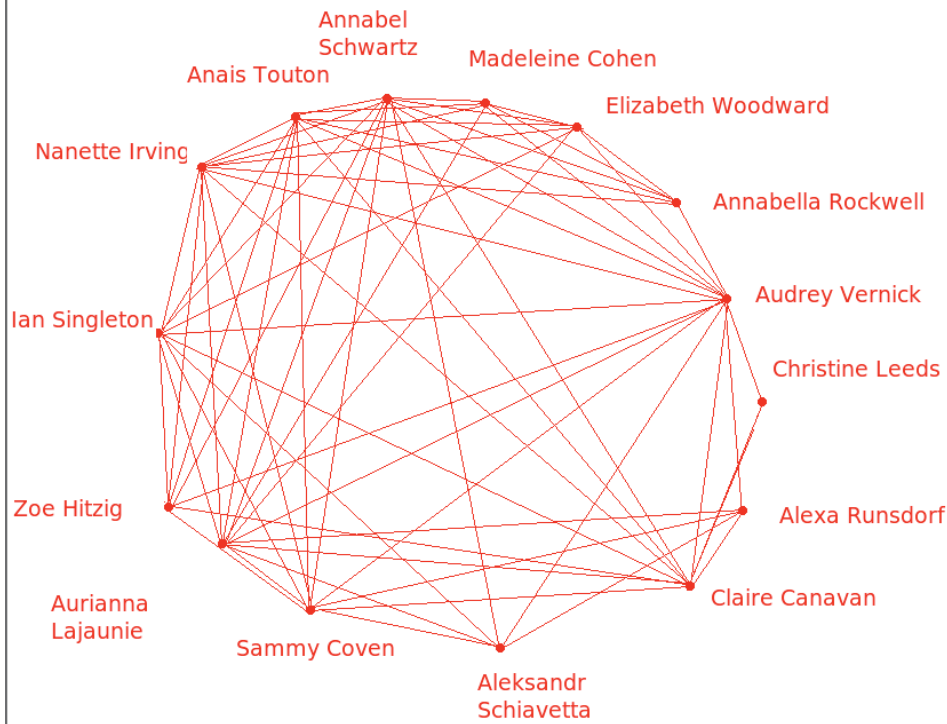 Annabel
Schwartz
Madeleine Cohen
Anais Touton
Elizabeth Woodward
Nanette Irving
Annabella Rockwell
Audrey Vernick
Ian Singleton
Christine Leeds
Zoe Hitzig
Alexa Runsdorf
Claire Canavan
Aurianna
Lajaunie
Sammy Coven
Aleksandr
Schiavetta